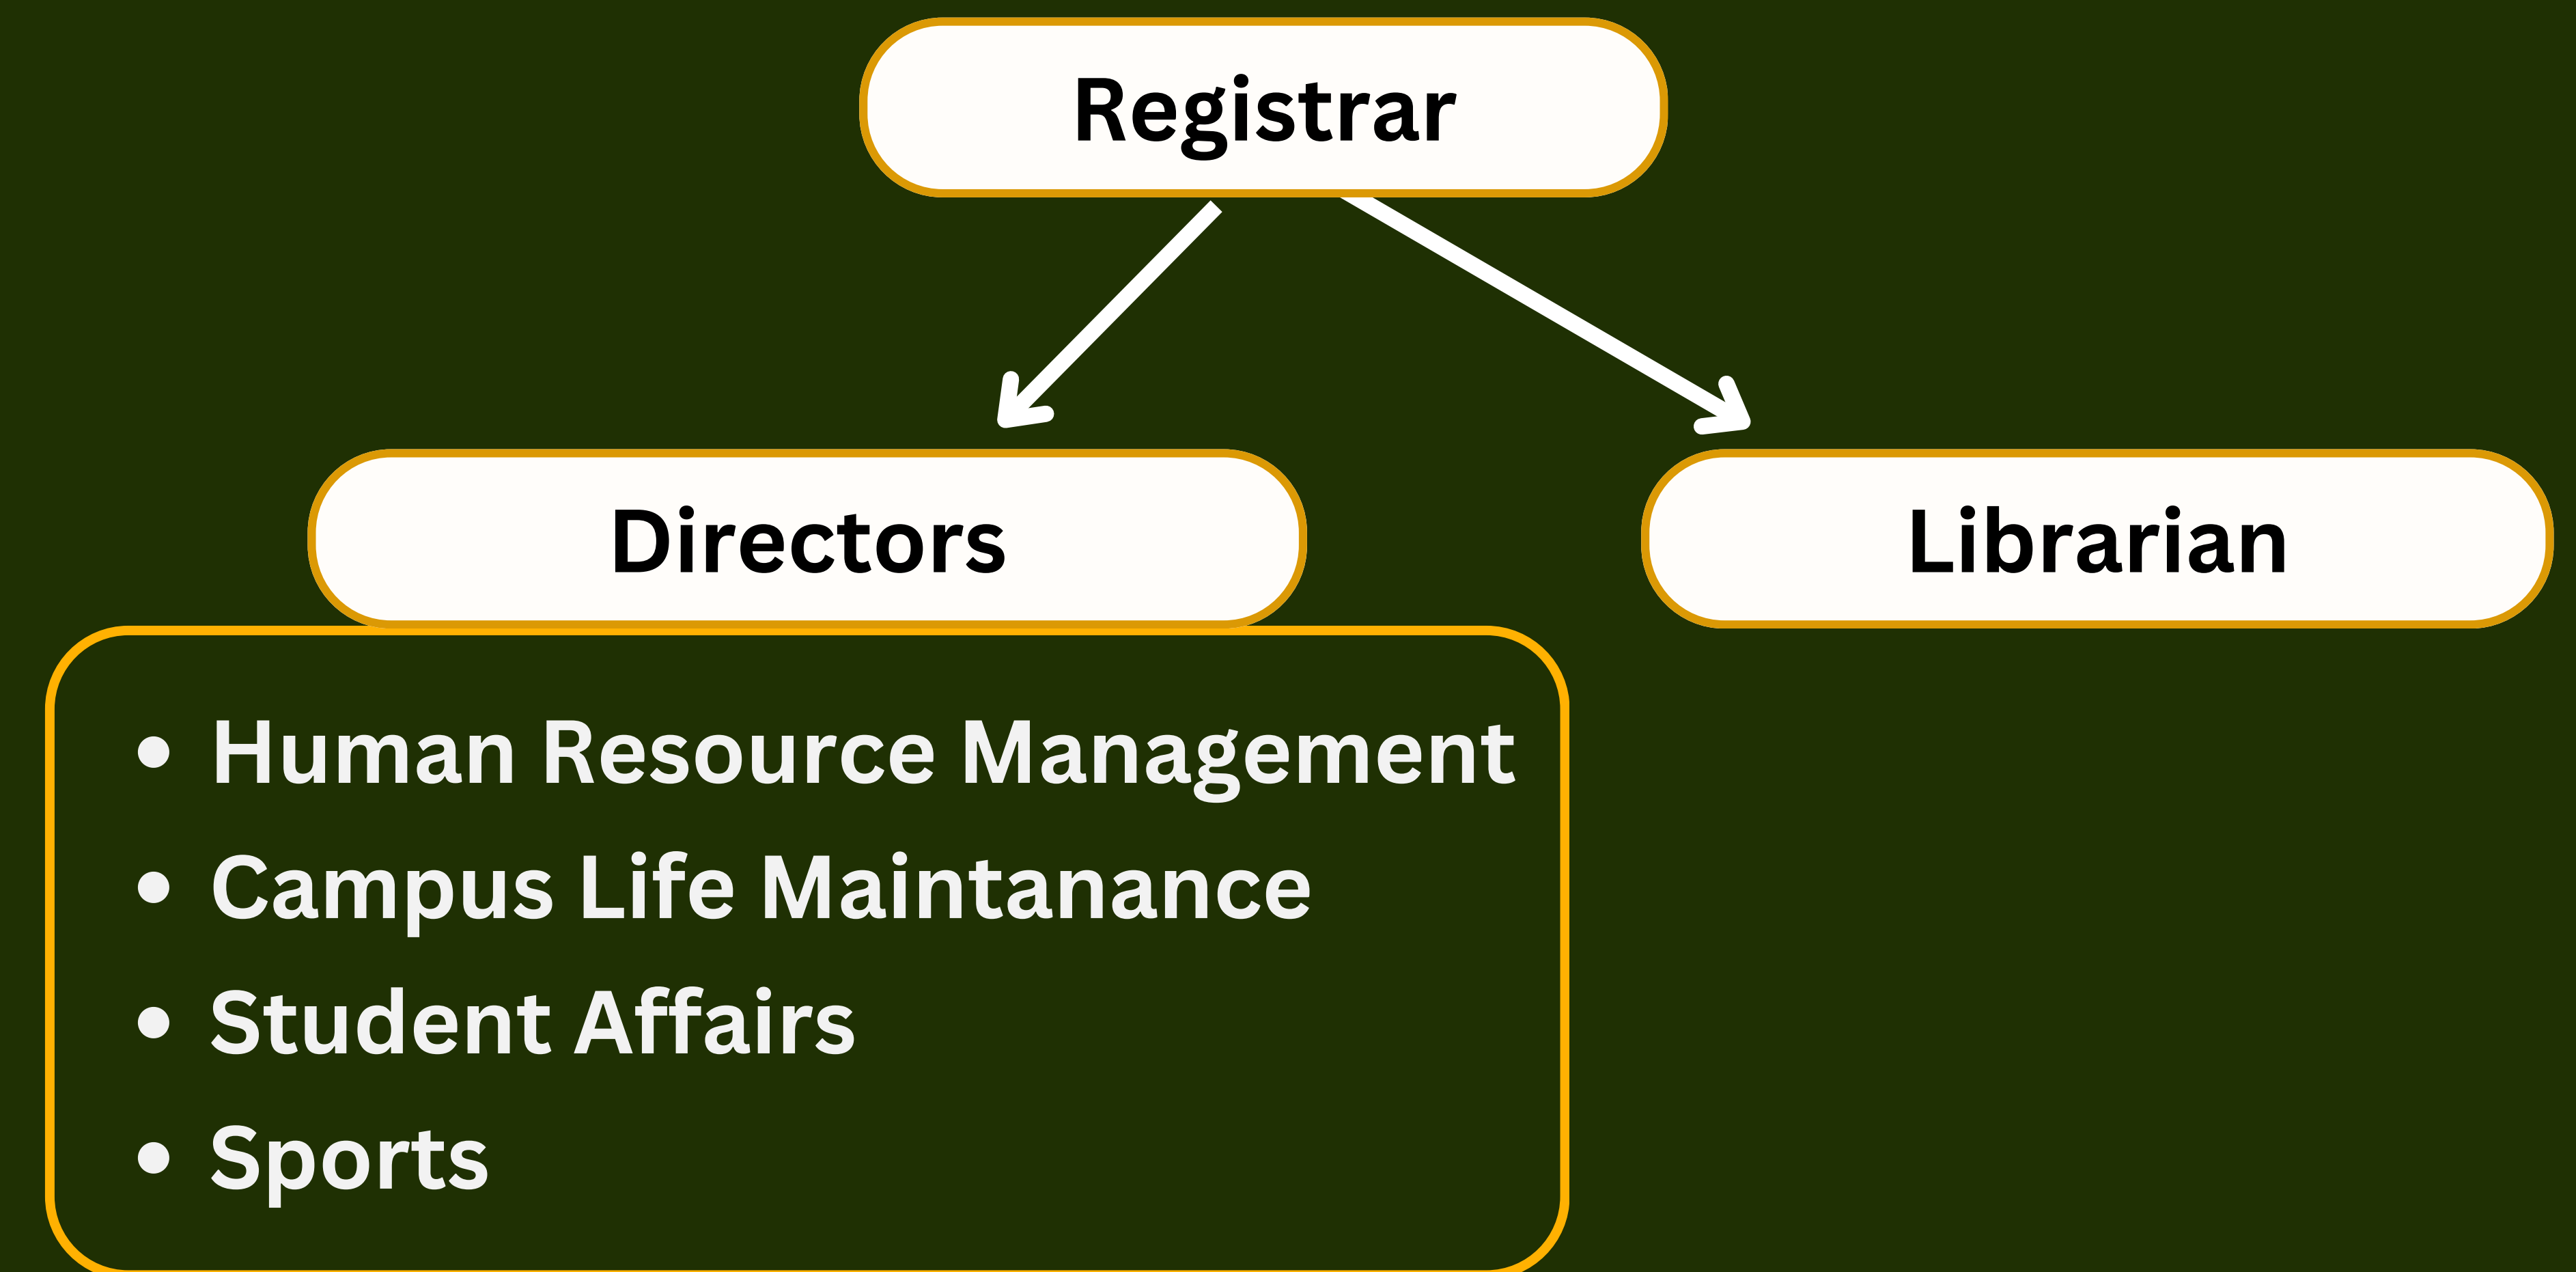 Registrar
Directors
Librarian
• Human Resource Management
• Campus Life Maintanance
• Student Affairs
• Sports